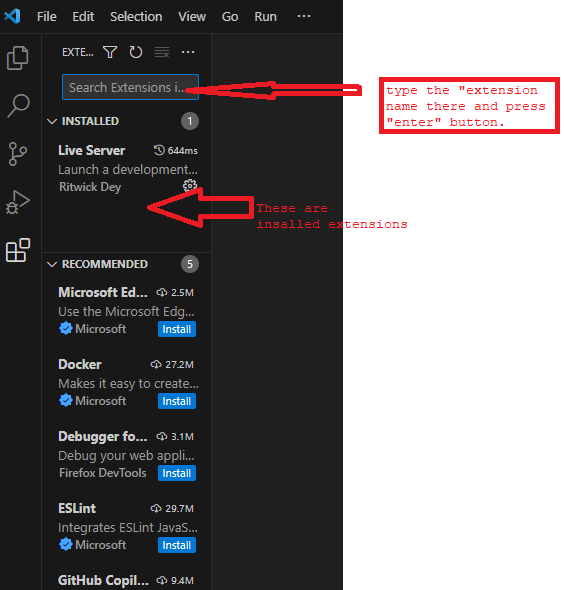 File Edit Selection View Go Run ···
EXTE... ···
Search Extensions i...
type the "extension
name there and press
"enter" button.
INSTALLED 1
Live Server 644ms
Launch a development...
Ritwick Dey
These are
insalled extensions
RECOMMENDED 5
Microsoft Ed... 2.5M
Use the Microsoft Edg...
Microsoft Install
Docker 27.2M
Makes it easy to create...
Microsoft Install
Debugger fo... 3.1M
Debug your web appli...
Firefox DevTools Install
ESLint 29.7M
Integrates ESLint JavaS...
Microsoft Install
GitHub Copil... 9.4M